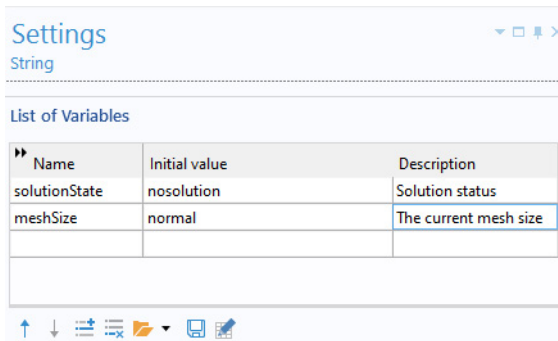 Settings
String
List of Variables
Name Initial value Description
solutionState nosolution Solution status
meshSize normal The current mesh size